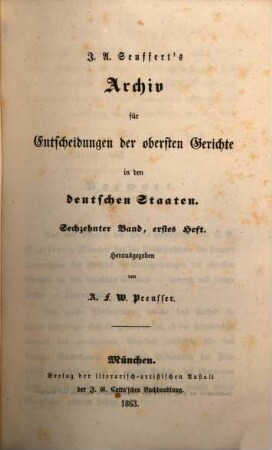 J. A. Seuffert's
Archiv
für
Entscheidungen der obersten Gerichte
in den
deutschen Staaten.
Sechzehnter Band, erstes Heft.
Herausgegeben
von
A. F. W. Preusser.
München.
Verlag der literarisch-artistischen Anstalt
der J. G. Cotta'schen Buchhandlung.
1863.